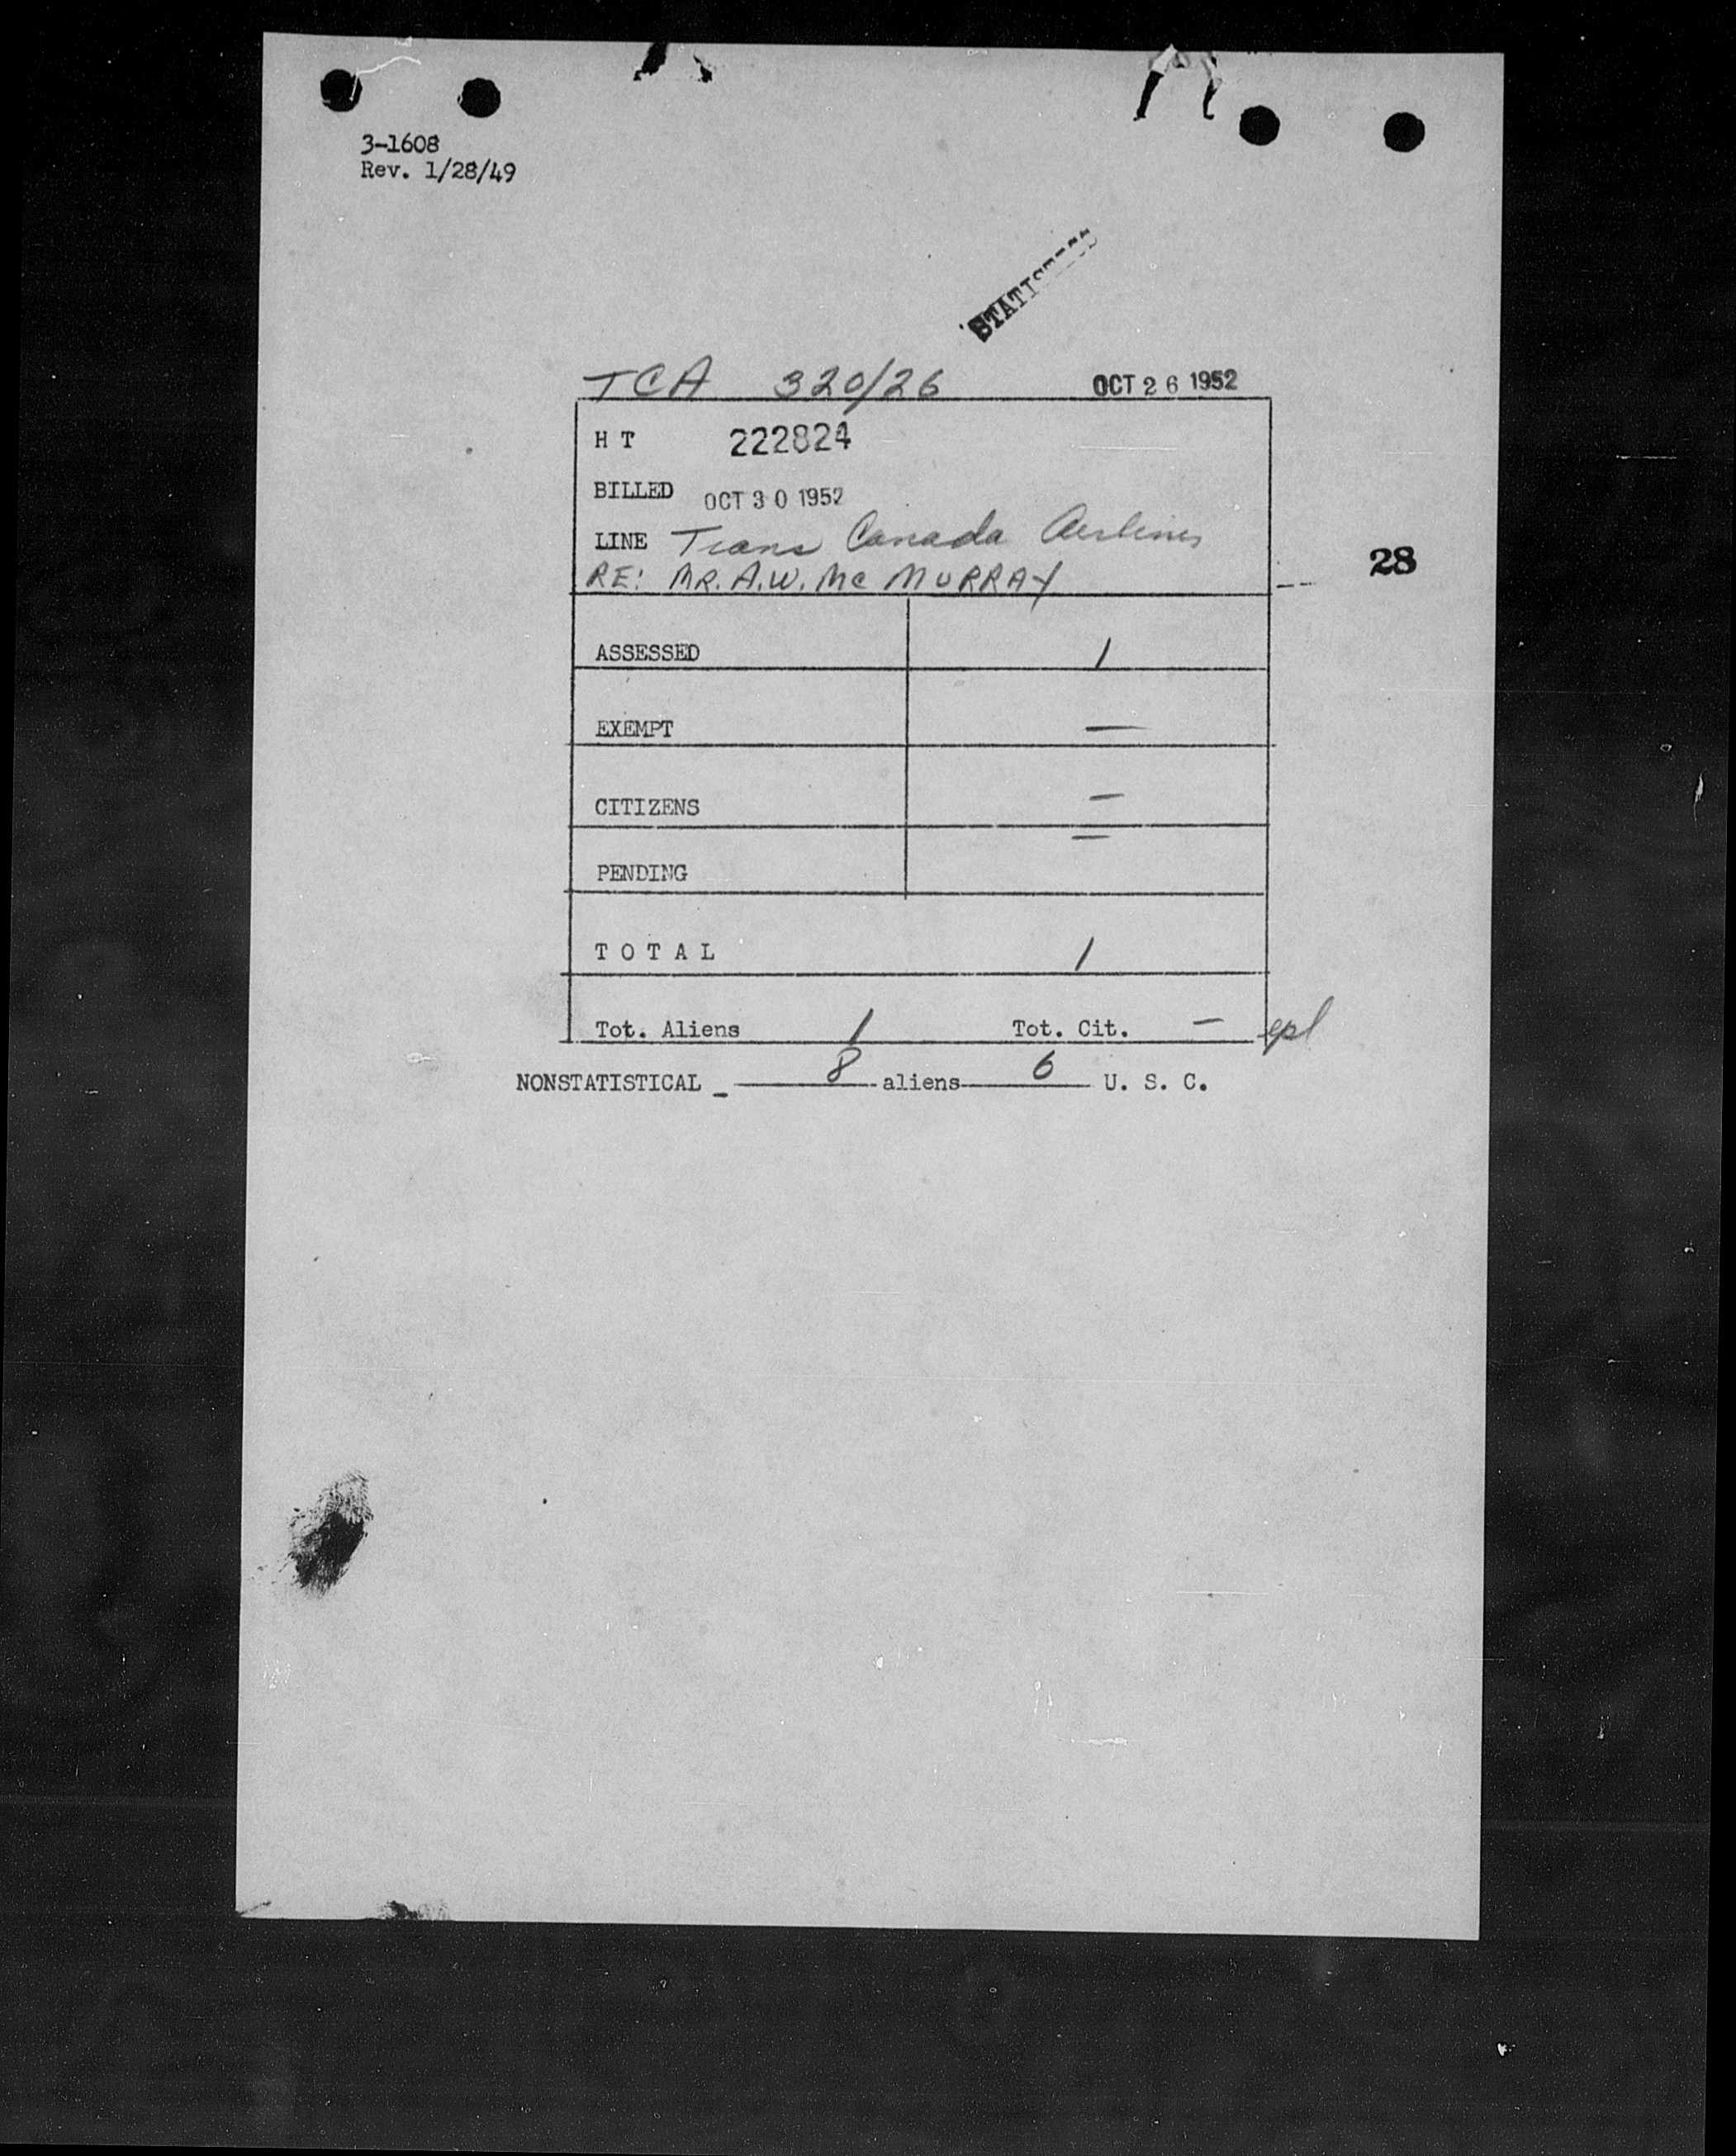 3-1608
Rev. 1/28/49
STATISTICS
TCA 320/26 OCT 26 1952
H T 222824
BILLED OCT 30 1952
LINE Trans Canada Airlines
RE: MR. A.W. Mc MURRAY
28
ASSESSED 1
EXEMPT —
CITIZENS —
PENDING —
T O T A L 1
Tot. Aliens 1 Tot. Cit. — epl
NONSTATISTICAL - 8 aliens 6 U. S. C.